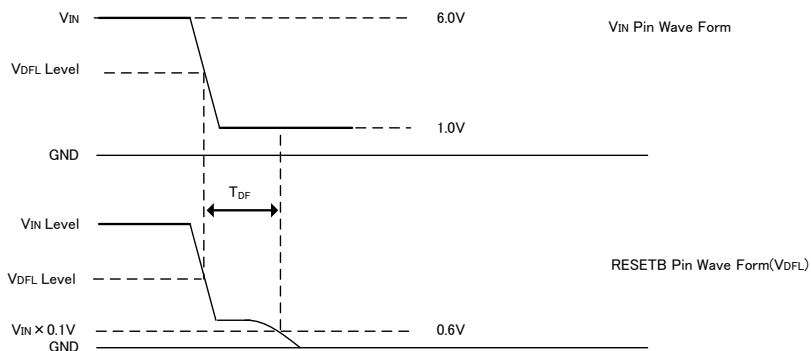 VIN
6.0V
VIN Pin Wave Form
VDFL Level
1.0V
GND
TDF
VIN Level
VDFL Level
RESETB Pin Wave Form(VDFL)
VIN×0.1V
0.6V
GND